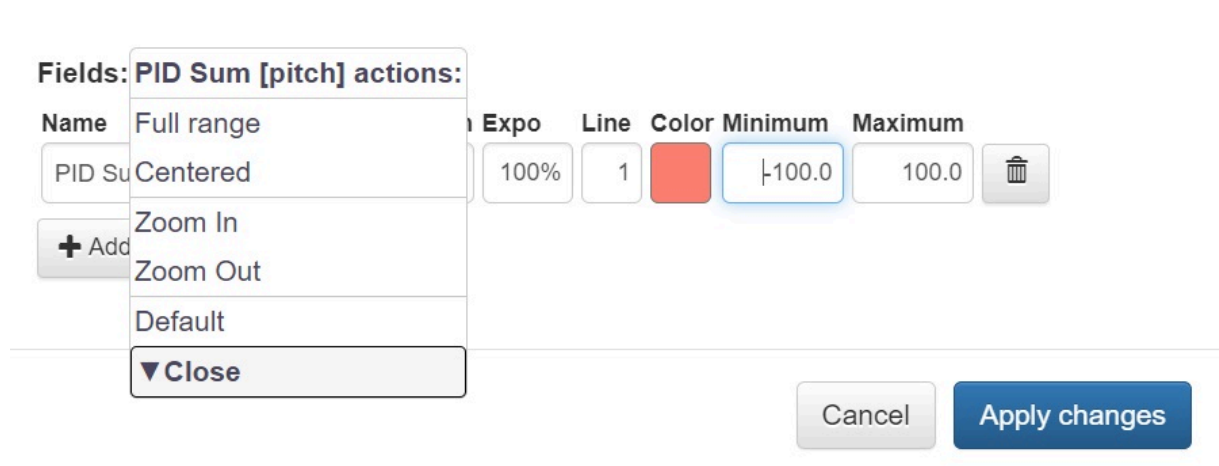 Fields: PID Sum [pitch] actions:
Name Full range Expo Line Color Minimum Maximum
PID Su Centered 100% 1 -100.0 100.0
Zoom In
Add
Zoom Out
Default
▼Close
Cancel Apply changes